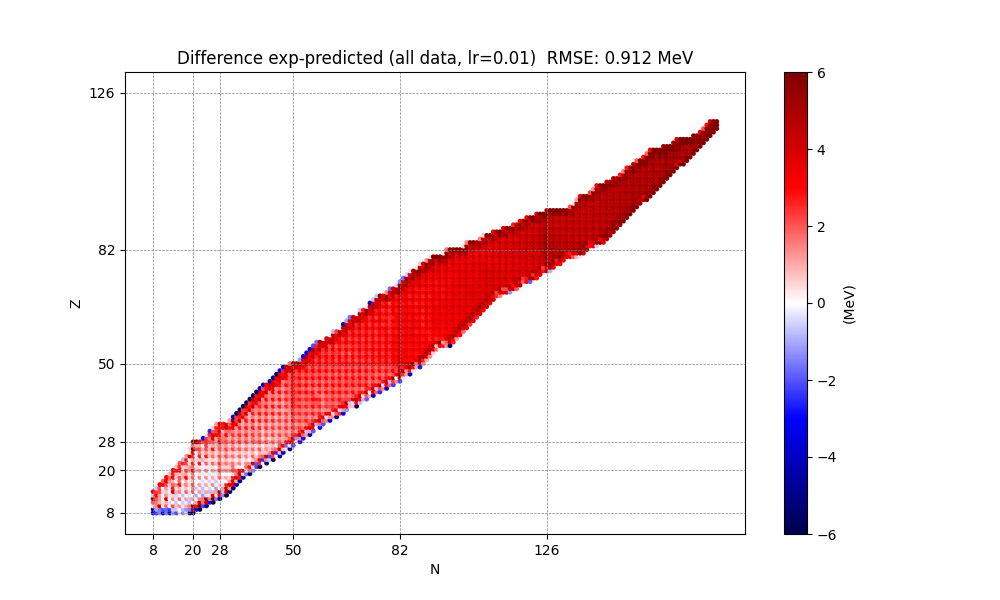 Difference exp-predicted (all data, lr=0.01)  RMSE: 0.912 MeV
126
82
50
28
20
8
Z
8 20 28 50 82 126
N
6
4
2
0
−2
−4
−6
(MeV)